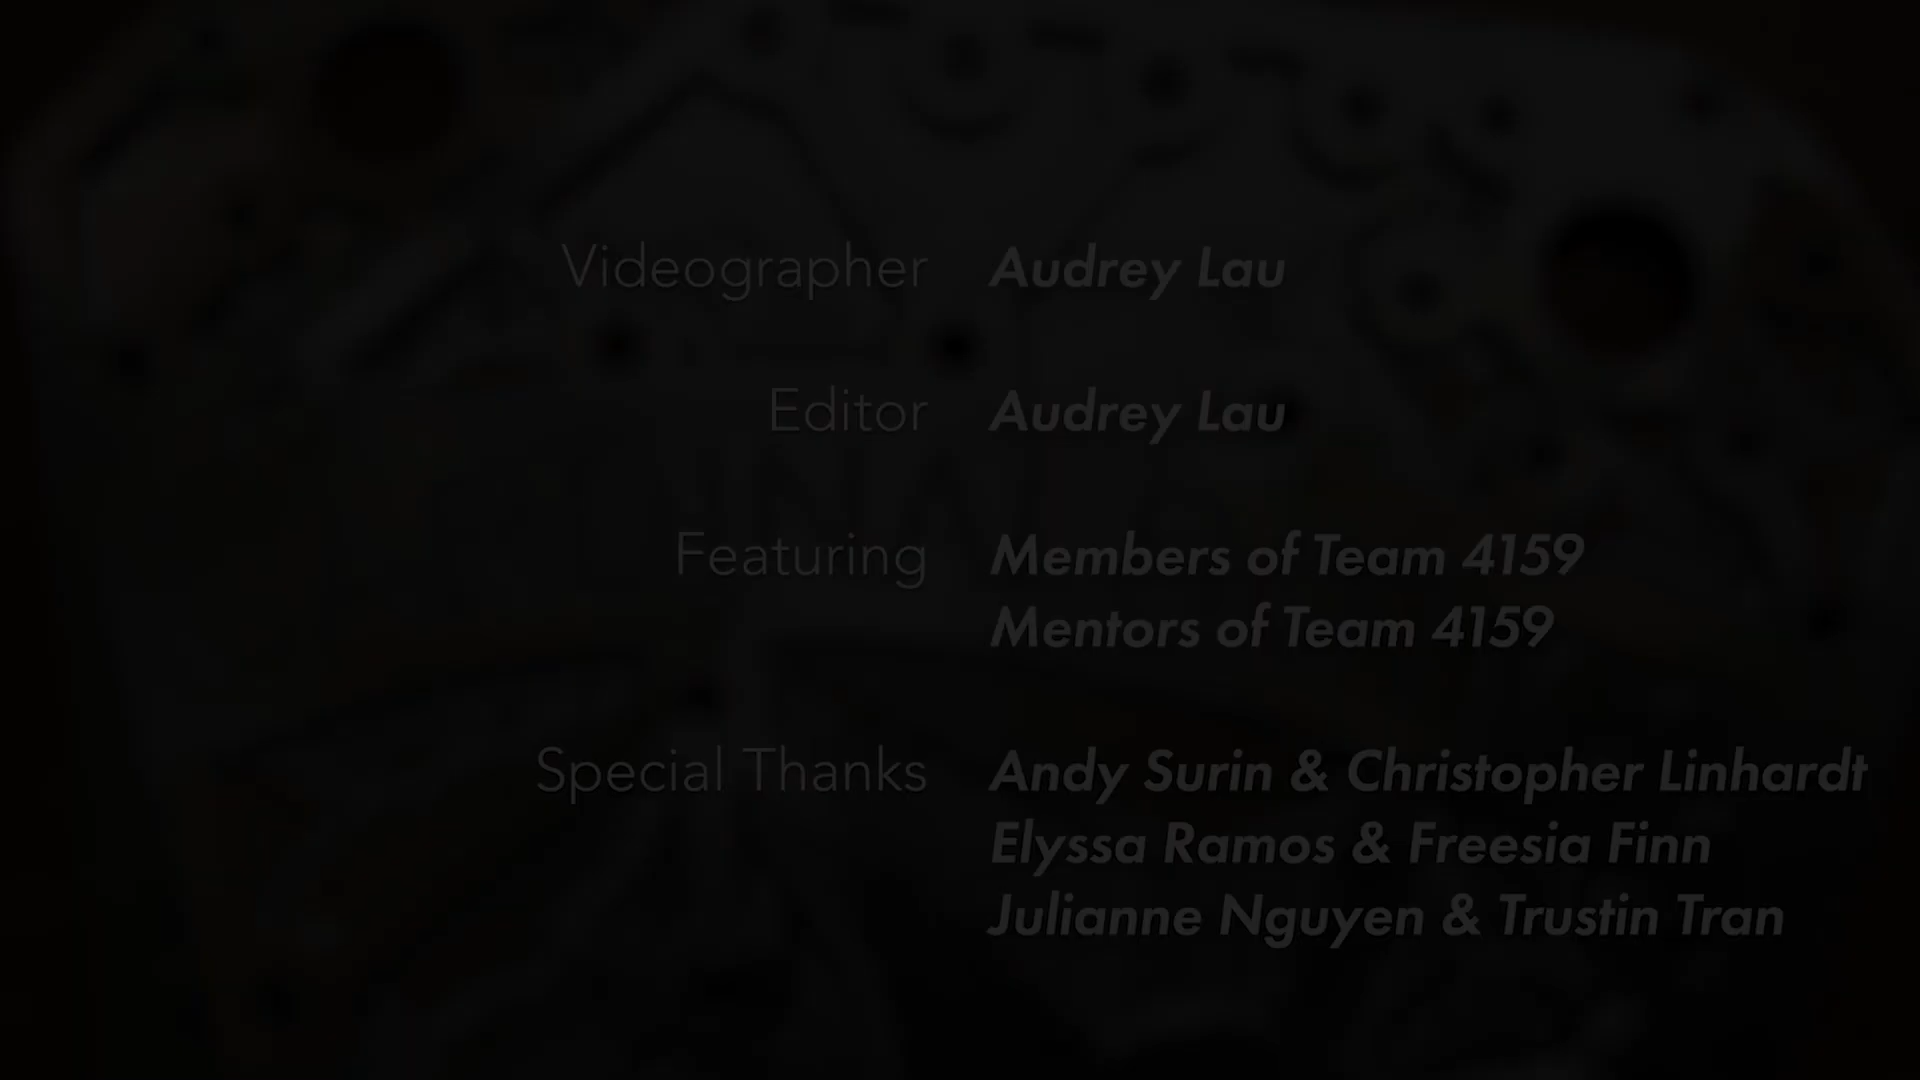 Videographer Audrey Lau
Editor Audrey Lau
Featuring Members of Team 4159
Mentors of Team 4159
Special Thanks Andy Surin & Christopher Linhardt
Elyssa Ramos & Freesia Finn
Julianne Nguyen & Trustin Tran